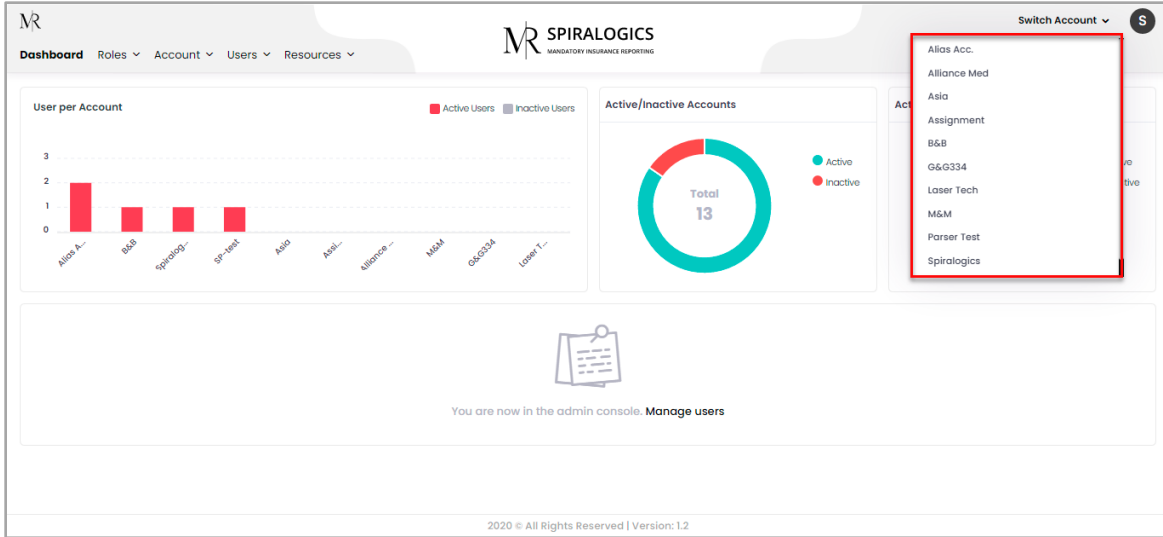 MR
Switch Account
S
MR SPIRALOGICS
MANDATORY INSURANCE REPORTING
Dashboard Roles Account Users Resources
Alias Acc.
Alliance Med
Asia
Assignment
B&B
G&G334
Laser Tech
M&M
Parser Test
Spiralogics
User per Account
Active Users Inactive Users
3
2
1
0
Alias A...
B&B
Spiralog...
SP-test
Asia
Assi...
Alliance ...
M&M
G&G334
Laser T...
Active/Inactive Accounts
Total
13
Active
Inactive
You are now in the admin console. Manage users
2020 © All Rights Reserved | Version: 1.2